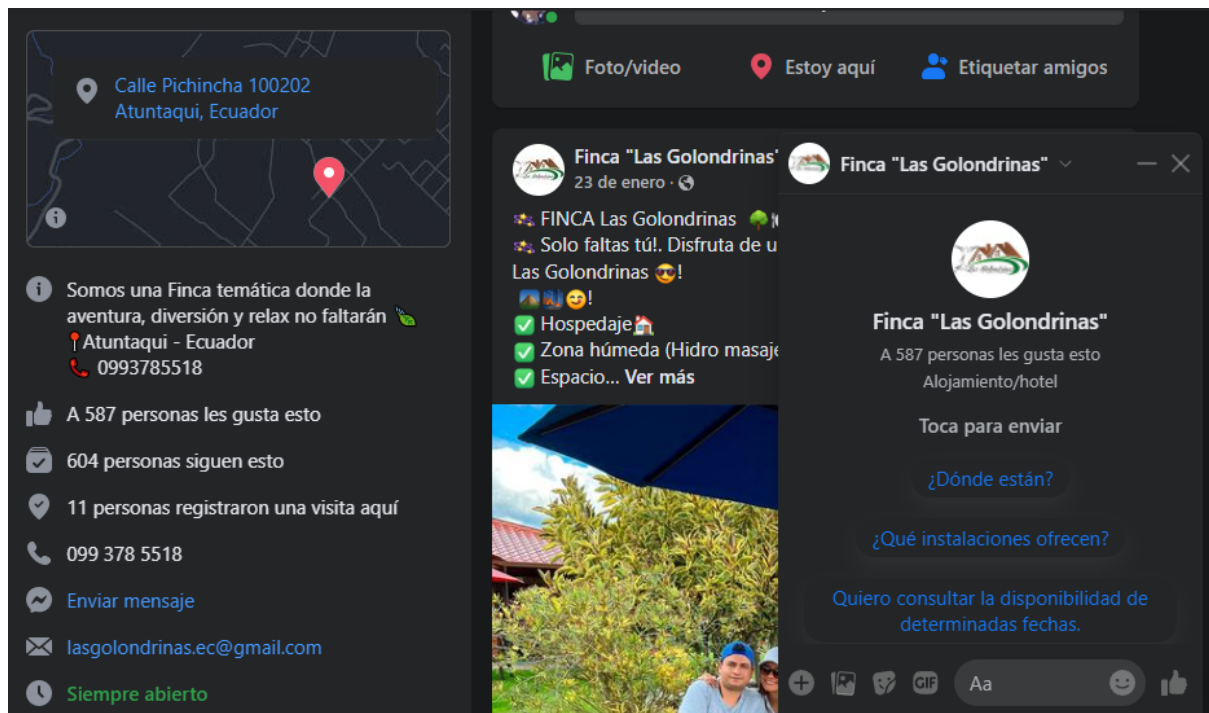 Calle Pichincha 100202
Atuntaqui, Ecuador
Somos una Finca temática donde la
aventura, diversión y relax no faltarán
Atuntaqui - Ecuador
0993785518
A 587 personas les gusta esto
604 personas siguen esto
11 personas registraron una visita aquí
099 378 5518
Enviar mensaje
lasgolondrinas.ec@gmail.com
Siempre abierto
Foto/video
Estoy aquí
Etiquetar amigos
Finca "Las Golondrinas"
23 de enero
FINCA Las Golondrinas
Solo faltas tú!. Disfruta de u
Las Golondrinas !
!
Hospedaje
Zona húmeda (Hidro masaje
Espacio... Ver más
Finca "Las Golondrinas"
Finca "Las Golondrinas"
A 587 personas les gusta esto
Alojamiento/hotel
Toca para enviar
¿Dónde están?
¿Qué instalaciones ofrecen?
Quiero consultar la disponibilidad de
determinadas fechas.
GIF
Aa